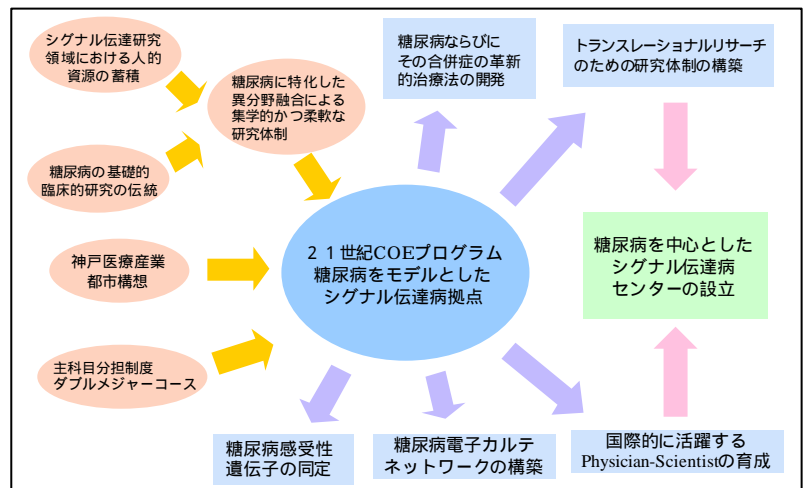 シグナル伝達研究
領域における人的
資源の蓄積
糖尿病に特化した
異分野融合による
集学的かつ柔軟な
研究体制
糖尿病の基礎的
臨床的研究の伝統
神戸医療産業
都市構想
主科目分担制度
ダブルメジャーコース
糖尿病ならびに
その合併症の革新
的治療法の開発
トランスレーショナルリサーチ
のための研究体制の構築
21世紀COEプログラム
糖尿病をモデルとした
シグナル伝達病拠点
糖尿病を中心とした
シグナル伝達病
センターの設立
糖尿病感受性
遺伝子の同定
糖尿病電子カルテ
ネットワークの構築
国際的に活躍する
Physician-Scientistの育成